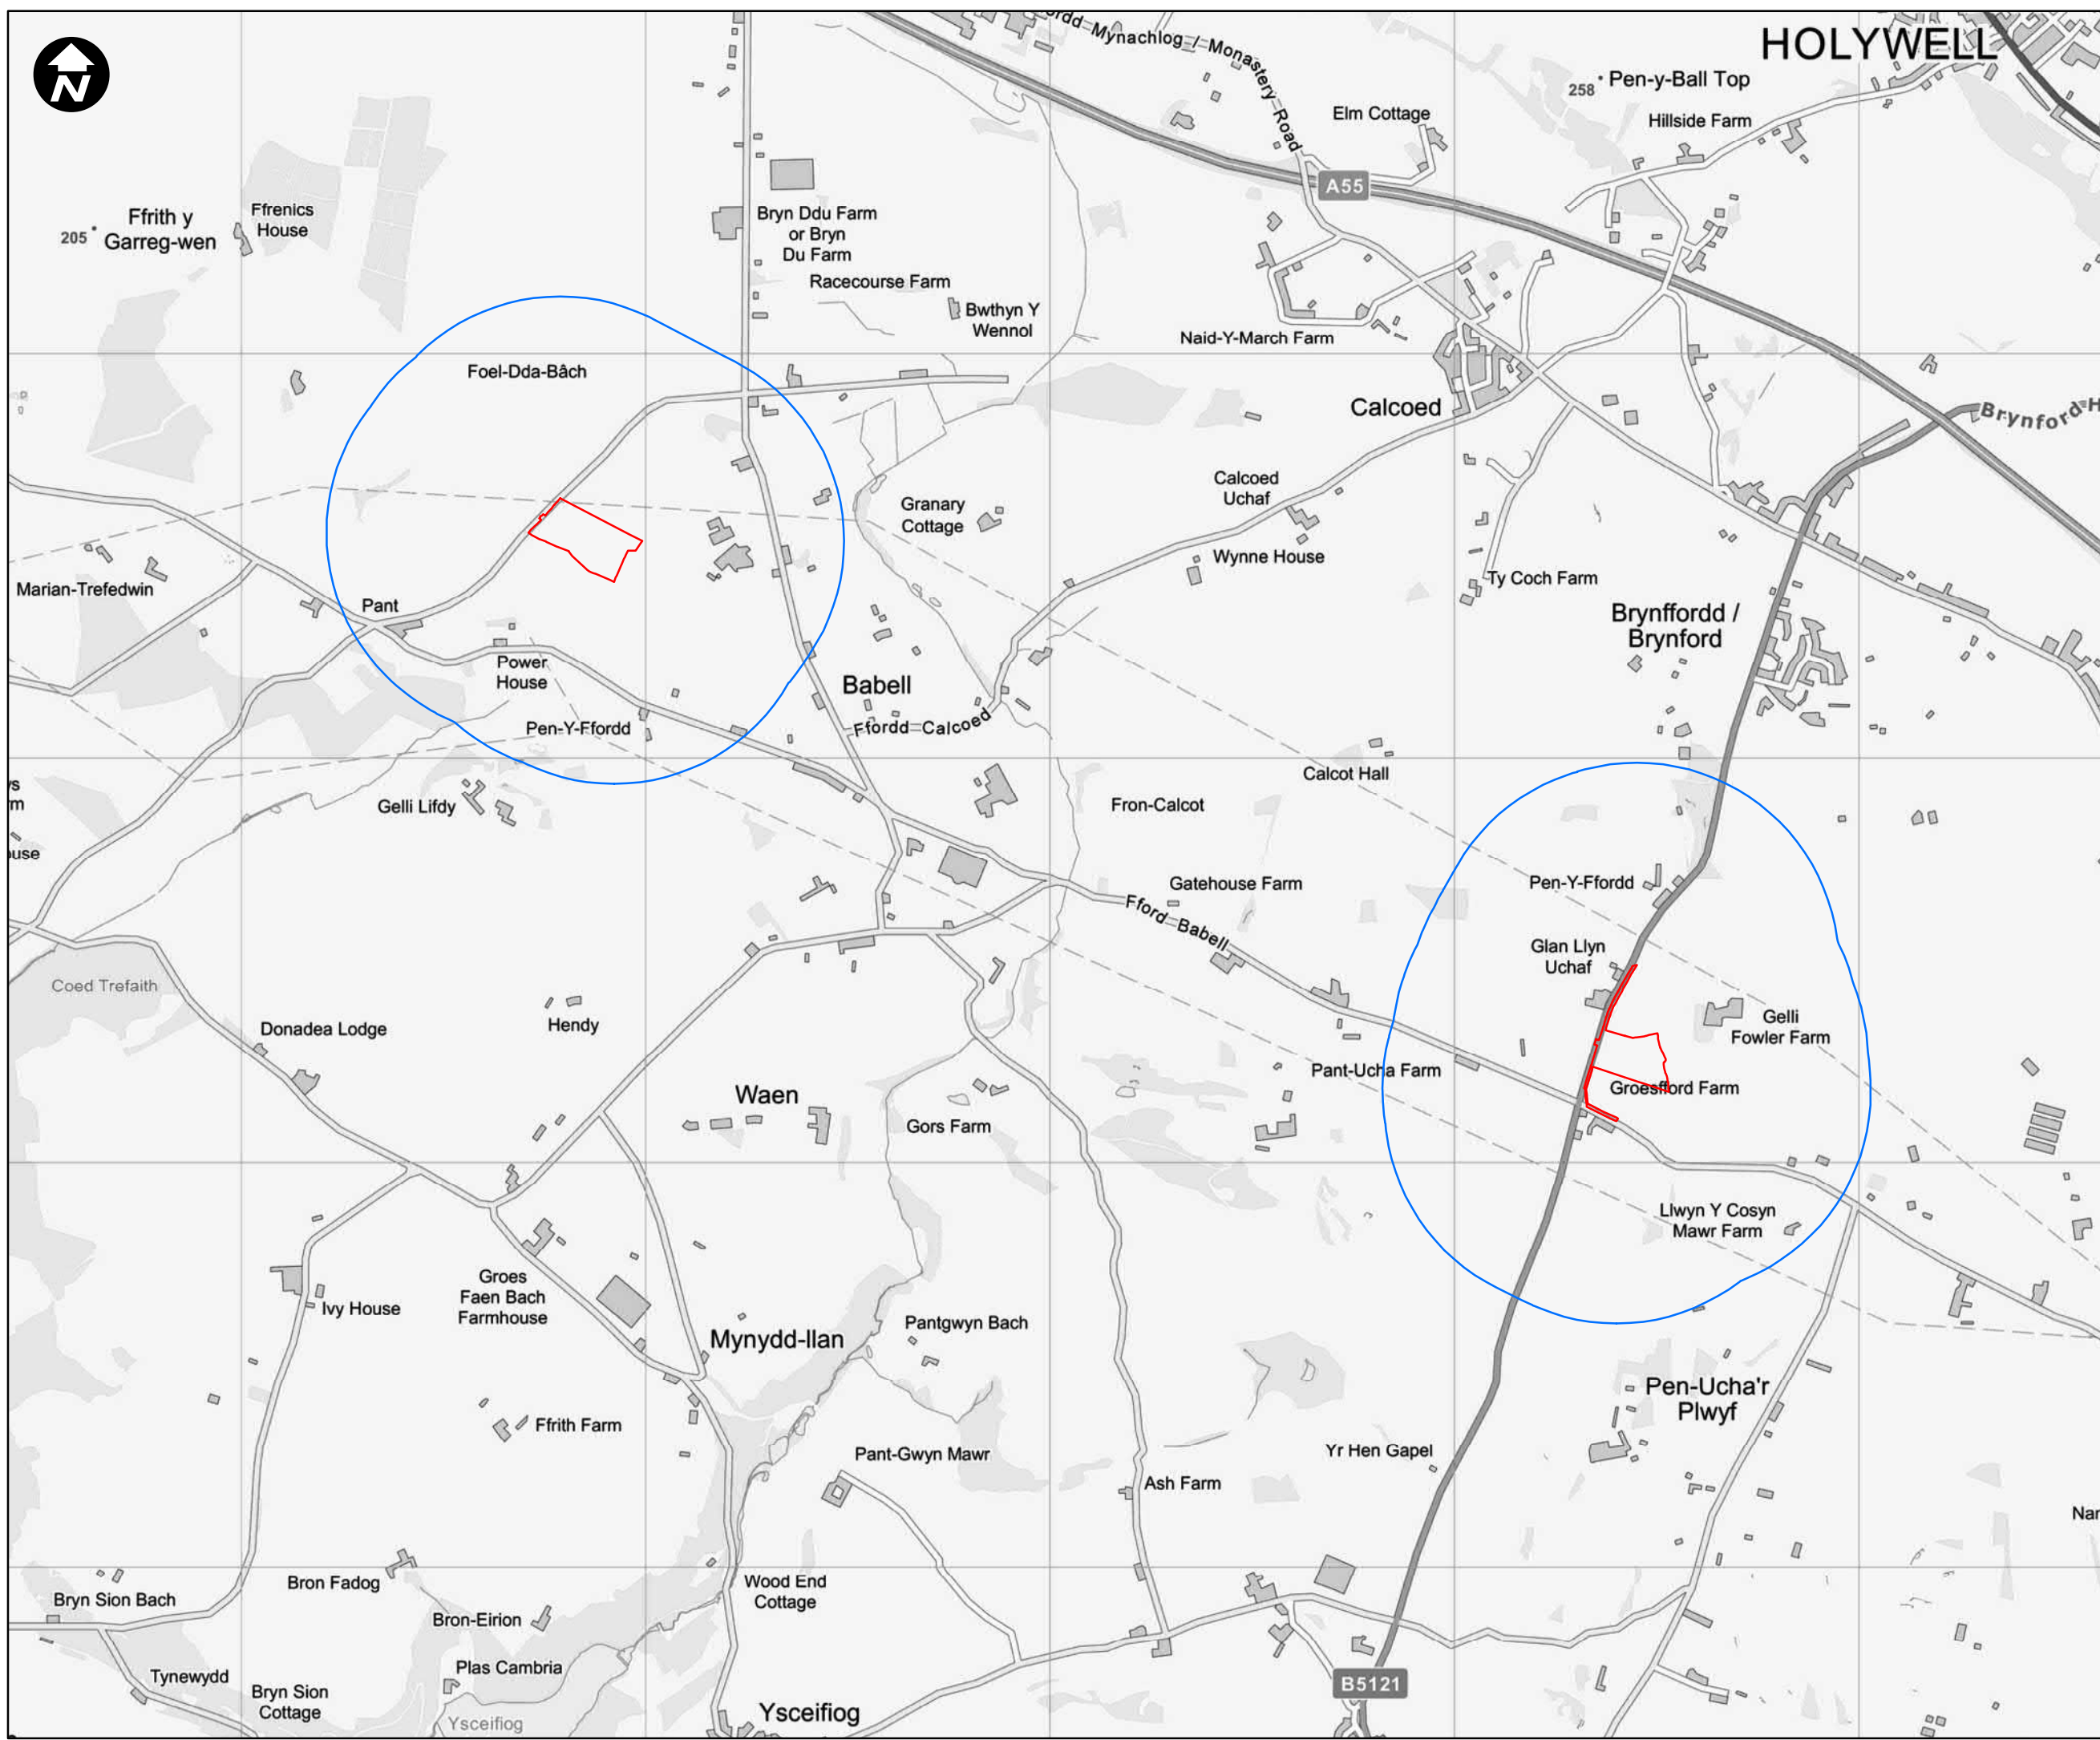 N
HOLYWELL
Mynachlog / Monastery Road
258
Pen-y-Ball Top
Elm Cottage
Hillside Farm
A55
Ffrith y
Garreg-wen
205
Ffrenics
House
Bryn Ddu Farm
or Bryn
Du Farm
Racecourse Farm
Bwthyn Y
Wennol
Naid-Y-March Farm
Foel-Dda-Bâch
Calcoed
Brynford
Calcoed
Uchaf
Granary
Cottage
Wynne House
Ty Coch Farm
Marian-Trefedwin
Pant
Brynffordd /
Brynford
Power
House
Babell
Ffordd Calcoed
Pen-Y-Ffordd
Calcot Hall
Gelli Lifdy
Fron-Calcot
Gatehouse Farm
Pen-Y-Ffordd
Fford Babell
Glan Llyn
Uchaf
Coed Trefaith
Gelli
Fowler Farm
Donadea Lodge
Hendy
Pant-Ucha Farm
Groesfford Farm
Waen
Gors Farm
Llwyn Y Cosyn
Mawr Farm
Groes
Faen Bach
Farmhouse
Ivy House
Pantgwyn Bach
Mynydd-llan
Pen-Ucha'r
Plwyf
Ffrith Farm
Pant-Gwyn Mawr
Yr Hen Gapel
Ash Farm
Bron Fadog
Wood End
Cottage
Bryn Sion Bach
Bron-Eirion
Plas Cambria
Tynewydd
Bryn Sion
Cottage
B5121
Ysceifiog
Ysceifiog